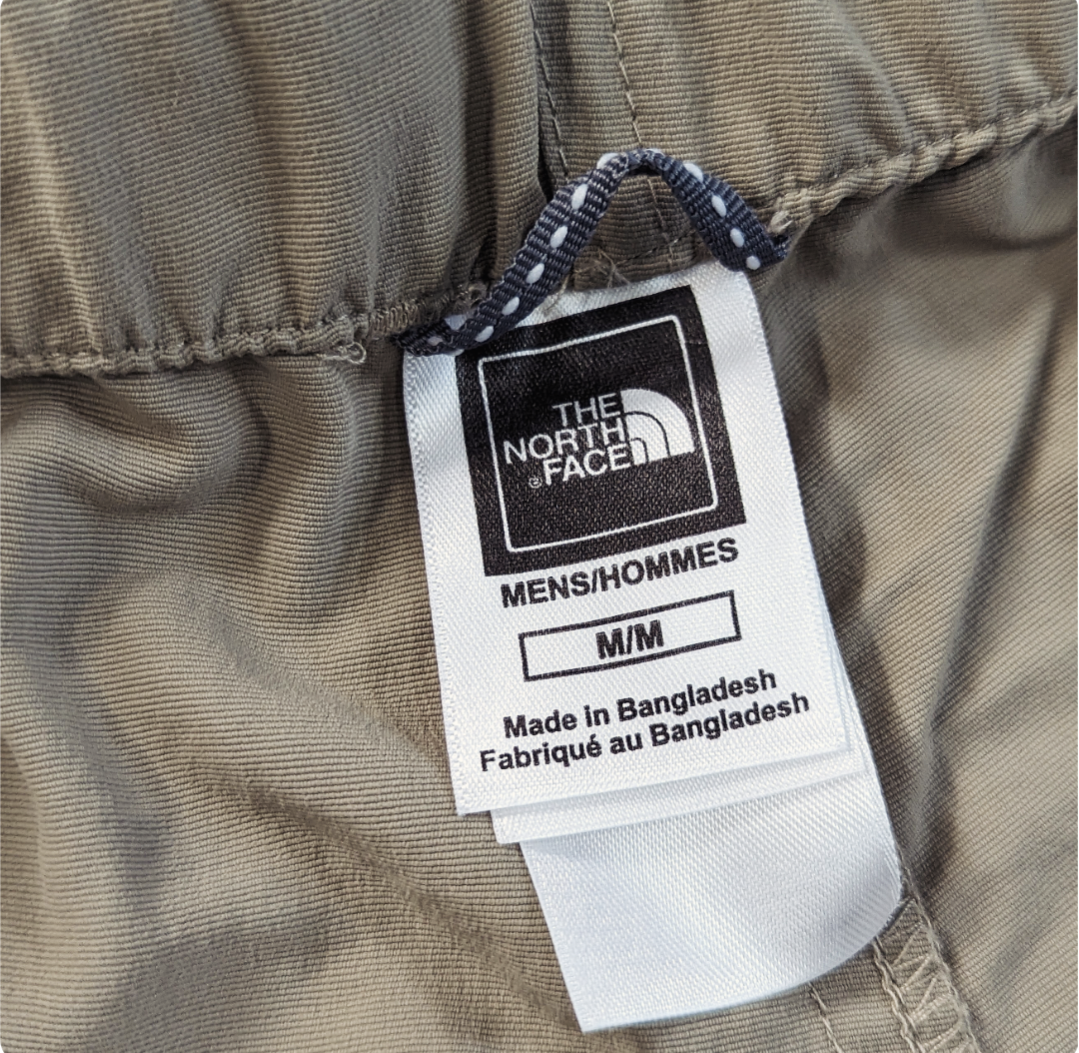 THE
NORTH
FACE
®
MENS/HOMMES
M/M
Made in Bangladesh
Fabriqué au Bangladesh